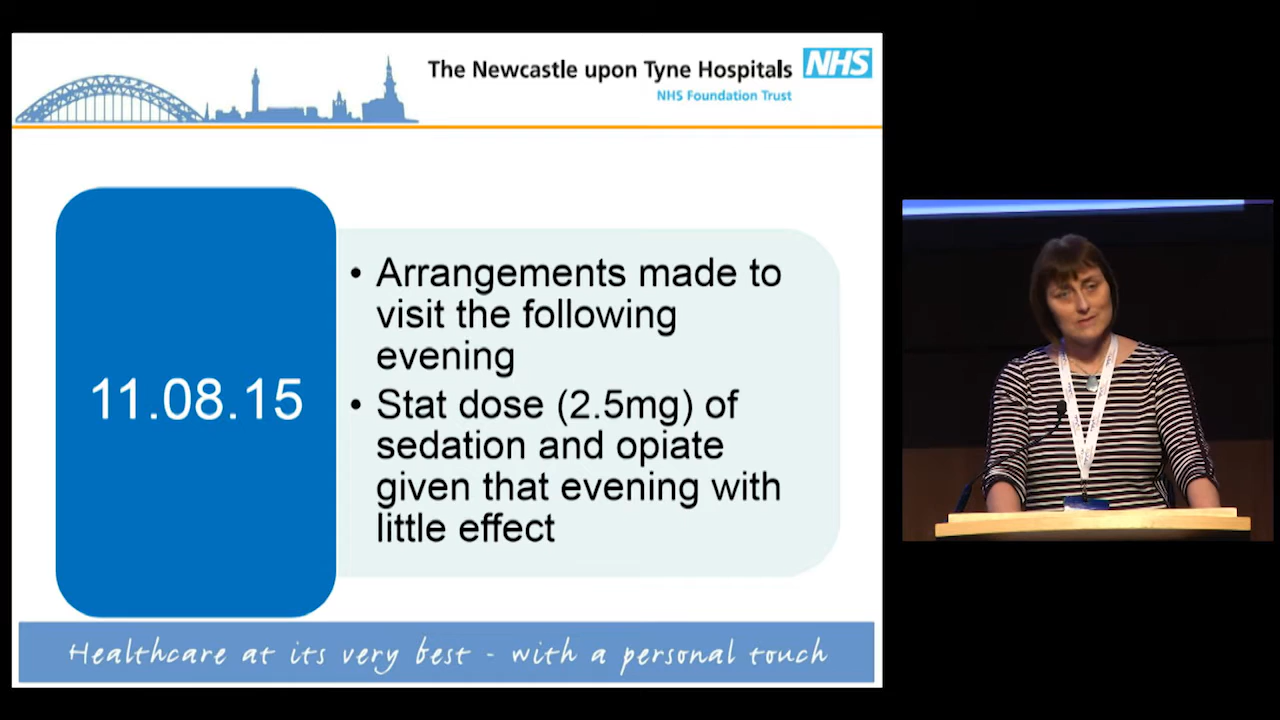 The Newcastle upon Tyne Hospitals NHS
NHS Foundation Trust
11.08.15
• Arrangements made to
visit the following
evening
• Stat dose (2.5mg) of
sedation and opiate
given that evening with
little effect
Healthcare at its very best - with a personal touch